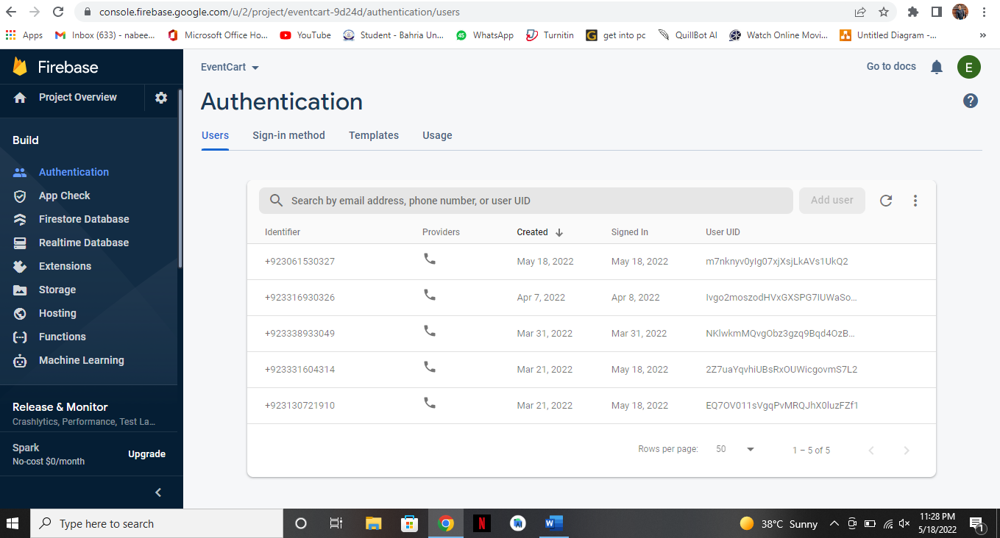 console.firebase.google.com/u/2/project/eventcart-9d24d/authentication/users
Apps Inbox (633) - nabee... Microsoft Office Ho... YouTube Student - Bahria Un... 45 WhatsApp Turnitin get into pc QuillBot AI Watch Online Movi... Untitled Diagram -... »
Firebase
EventCart
Go to docs
E
Project Overview
Authentication
?
Users Sign-in method Templates Usage
Build
Authentication
App Check
Firestore Database
Realtime Database
Extensions
Storage
Hosting
Functions
Machine Learning
Release & Monitor
Crashlytics, Performance, Test La...
Spark
No-cost $0/month
Upgrade
Search by email address, phone number, or user UID
Add user
Identifier Providers Created Signed In User UID
+923061530327 May 18, 2022 May 18, 2022 m7nknyv0yIg07xjXsjLkAVs1UkQ2
+923316930326 Apr 7, 2022 Apr 8, 2022 Ivgo2moszodHVxGXSPG7IUWaSo...
+923338933049 Mar 31, 2022 Mar 31, 2022 NKlwkmMQvgObz3gzq9Bqd4OzB...
+923331604314 Mar 21, 2022 May 18, 2022 2Z7uaYqvhiUBsRxOUWicgovmS7L2
+923130721910 Mar 21, 2022 May 18, 2022 EQ7OV011sVgqPvMRQJhX0luzFZf1
Rows per page: 50 1 – 5 of 5
Type here to search
N
W
38°C Sunny
11:28 PM
5/18/2022
1